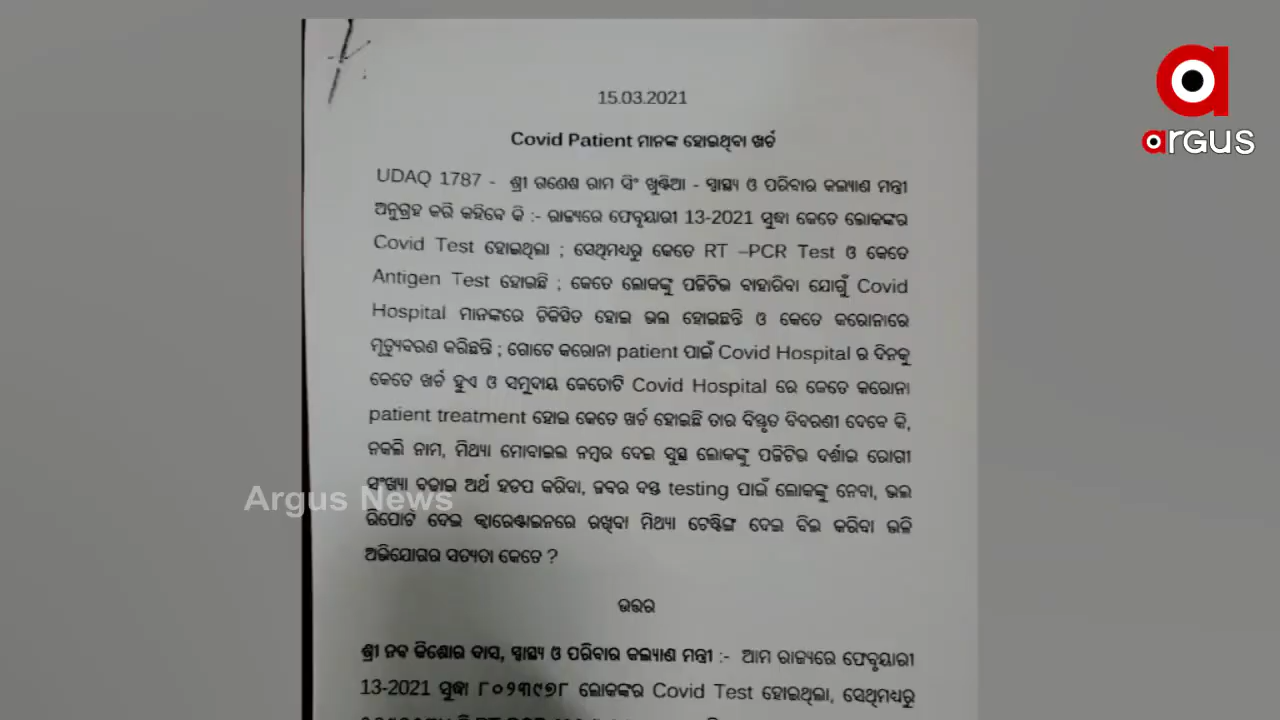 15.03.2021
Covid Patient ମାନଙ୍କ ହୋଇଥିବା ଖର୍ଚ୍ଚ
UDAQ 1787 - ଶ୍ରୀ ଗଣେଶ ରାମ ସିଂ ଖୁଣ୍ଟିଆ - ସ୍ୱାସ୍ଥ୍ୟ ଓ ପରିବାର କଲ୍ୟାଣ ମନ୍ତ୍ରୀ
ଅନୁଗ୍ରହ କରି କହିବେ କି :- ରାଜ୍ୟରେ ଫେବୃୟାରୀ 13-2021 ସୁଦ୍ଧା କେତେ ଲୋକଙ୍କର
Covid Test ହୋଇଥିଲା ; ସେଥିମଧ୍ଯରୁ କେତେ RT –PCR Test ଓ କେତେ
Antigen Test ହୋଇଛି ; କେତେ ଲୋକଙ୍କୁ ପଜିଟିଭ ବାହାରିବା ଯୋଗୁଁ Covid
Hospital ମାନଙ୍କରେ ଚିକିତ୍ସିତ ହୋଇ ଭଲ ହୋଇଛନ୍ତି ଓ କେତେ କରୋନାରେ
ମୃତ୍ୟୁବରଣ କରିଛନ୍ତି ; ଗୋଟେ କରୋନା patient ପାଇଁ Covid Hospital ର ଦିନକୁ
କେତେ ଖର୍ଚ୍ଚ ହୁଏ ଓ ସମୁଦାୟ କେତୋଟି Covid Hospital ରେ କେତେ କରୋନା
patient treatment ହୋଇ କେତେ ଖର୍ଚ୍ଚ ହୋଇଛି ତାର ବିସ୍ତୃତ ବିବରଣୀ ଦେବେ କି,
ନକଲି ନାମ, ମିଥ୍ୟା ମୋବାଇଲ ନମ୍ବର ଦେଇ ସୁସ୍ଥ ଲୋକଙ୍କୁ ପଜିଟିଭ ଦର୍ଶାଇ ରୋଗୀ
ସଂଖ୍ୟା ବଢାଇ ଅର୍ଥ ହଡପ କରିବା, ଜବର ଦସ୍ତ testing ପାଇଁ ଲୋକଙ୍କୁ ନେବା, ଭଲ
ରିପୋର୍ଟ ଦେଇ କ୍ୱାରେଣ୍ଟାଇନରେ ରଖିବା ମିଥ୍ୟା ଟେଷ୍ଟିଙ୍ଗ ଦେଇ ବିଲ କରିବା ଭଳି
ଅଭିଯୋଗର ସତ୍ୟତା କେତେ ?
ଉତ୍ତର
ଶ୍ରୀ ନବ କିଶୋର ଦାସ, ସ୍ୱାସ୍ଥ୍ୟ ଓ ପରିବାର କଲ୍ୟାଣ ମନ୍ତ୍ରୀ :- ଆମ ରାଜ୍ୟରେ ଫେବୃୟାରୀ
13-2021 ସୁଦ୍ଧା ୮୦୨୩୯୭୮ ଲୋକଙ୍କର Covid Test ହୋଇଥିଲା, ସେଥିମଧ୍ଯରୁ
Argus News
argus